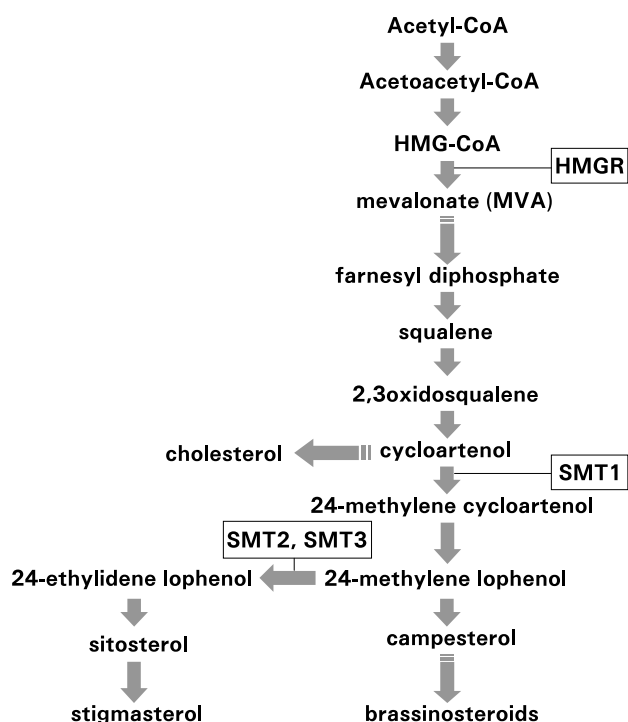 Acetyl-CoA
Acetoacetyl-CoA
HMG-CoA
HMGR
mevalonate (MVA)
farnesyl diphosphate
squalene
2,3oxidosqualene
cholesterol
cycloartenol
SMT1
24-methylene cycloartenol
SMT2, SMT3
24-ethylidene lophenol
24-methylene lophenol
sitosterol
campesterol
stigmasterol
brassinosteroids